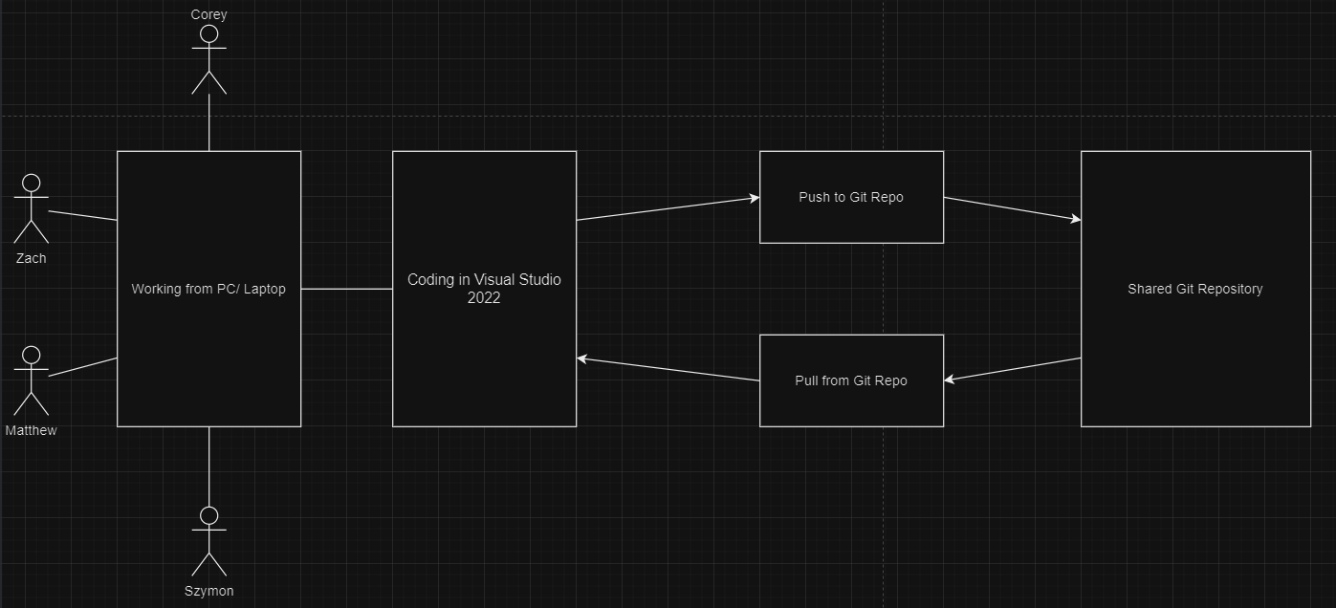 Corey
Zach
Matthew
Szymon
Working from PC/ Laptop
Coding in Visual Studio
2022
Push to Git Repo
Pull from Git Repo
Shared Git Repository